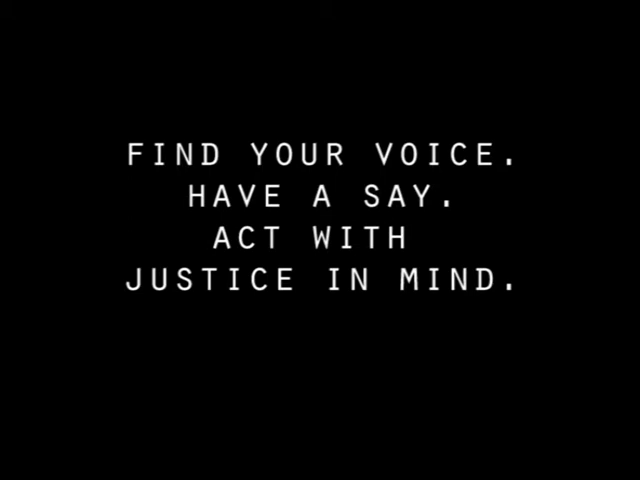 FIND YOUR VOICE.
HAVE A SAY.
ACT WITH
JUSTICE IN MIND.